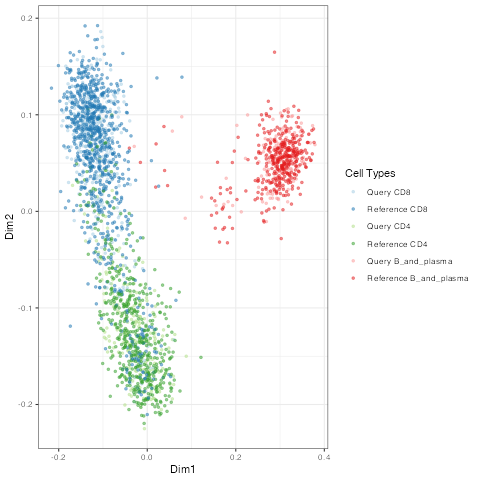 0.2
0.1
0.0
-0.1
-0.2
Dim2
-0.2 0.0 0.2 0.4
Dim1
Cell Types
Query CD8
Reference CD8
Query CD4
Reference CD4
Query B_and_plasma
Reference B_and_plasma